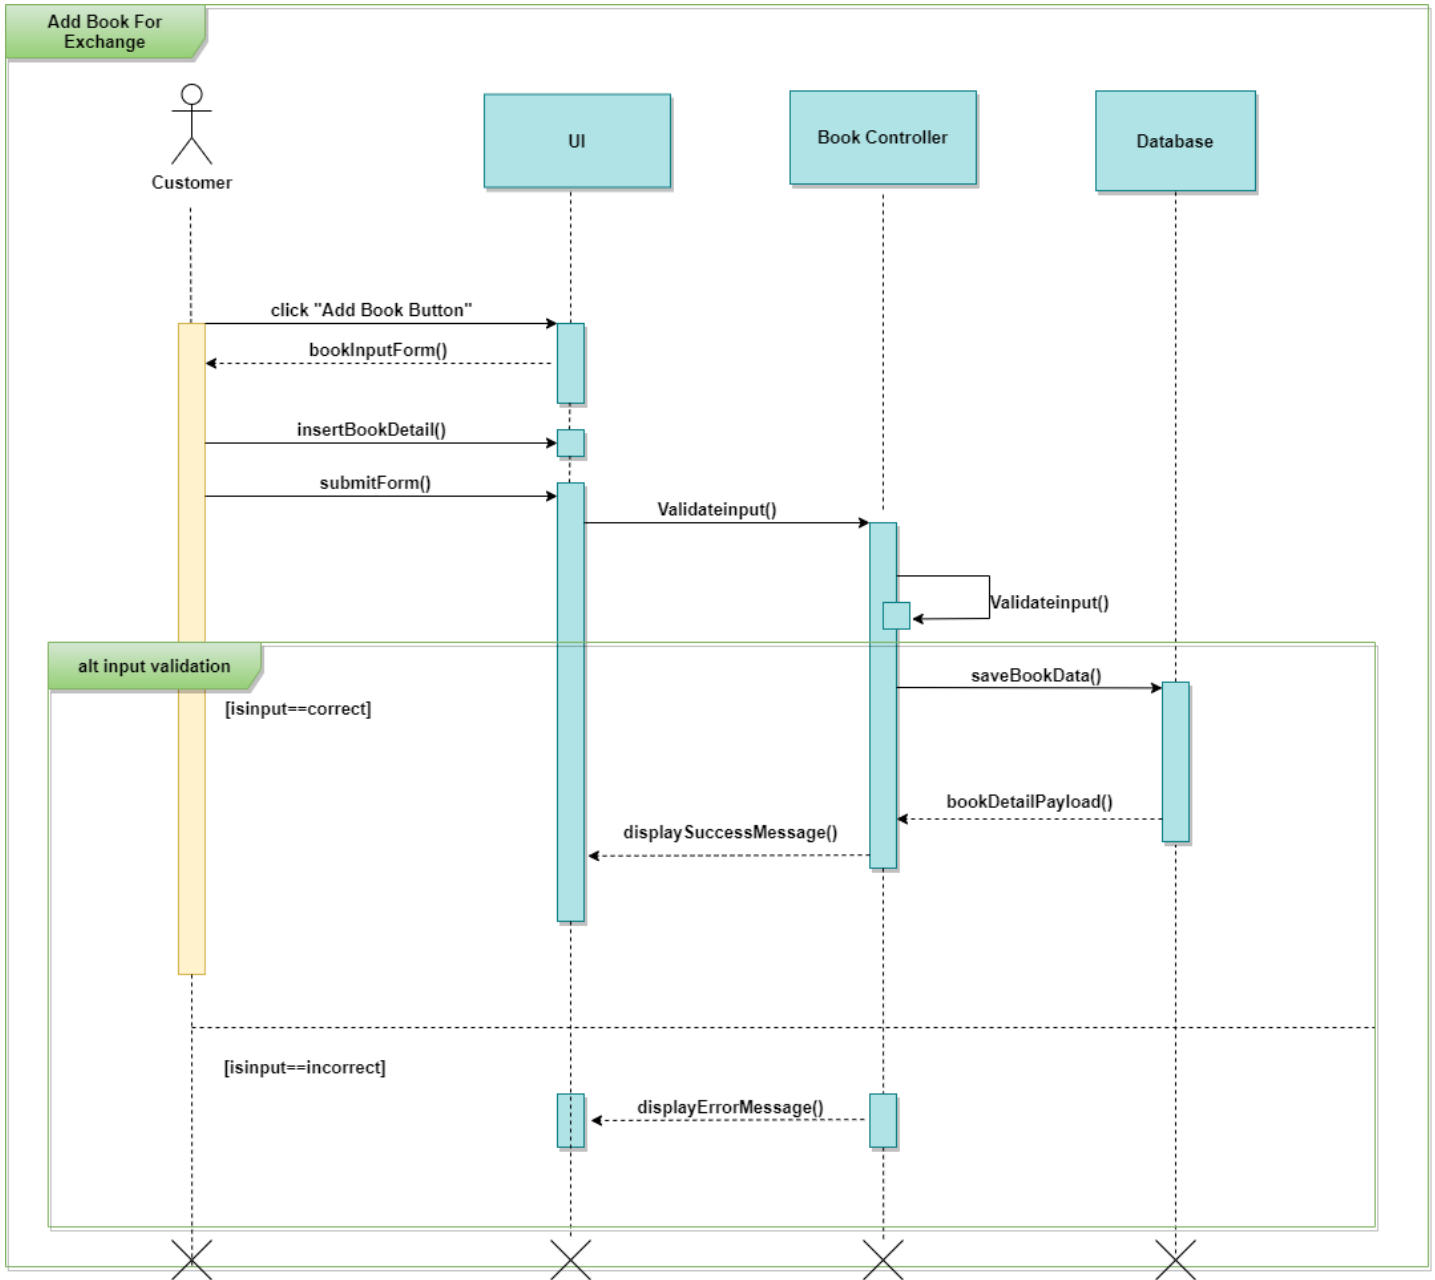 Add Book For
Exchange
Customer
UI
Book Controller
Database
click "Add Book Button"
bookInputForm()
insertBookDetail()
submitForm()
Validateinput()
Validateinput()
alt input validation
saveBookData()
[isinput==correct]
bookDetailPayload()
displaySuccessMessage()
[isinput==incorrect]
displayErrorMessage()